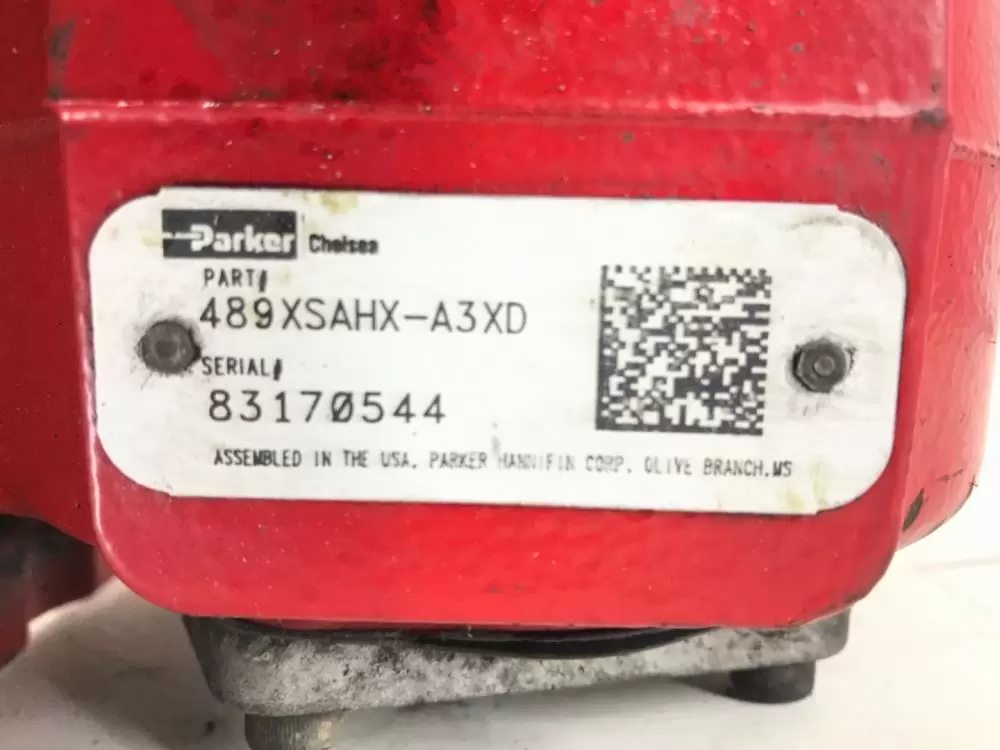 Parker Chelsea
PART#
489XSAHX-A3XD
SERIAL#
83170544
ASSEMBLED IN THE USA, PARKER HANNIFIN CORP. OLIVE BRANCH,MS